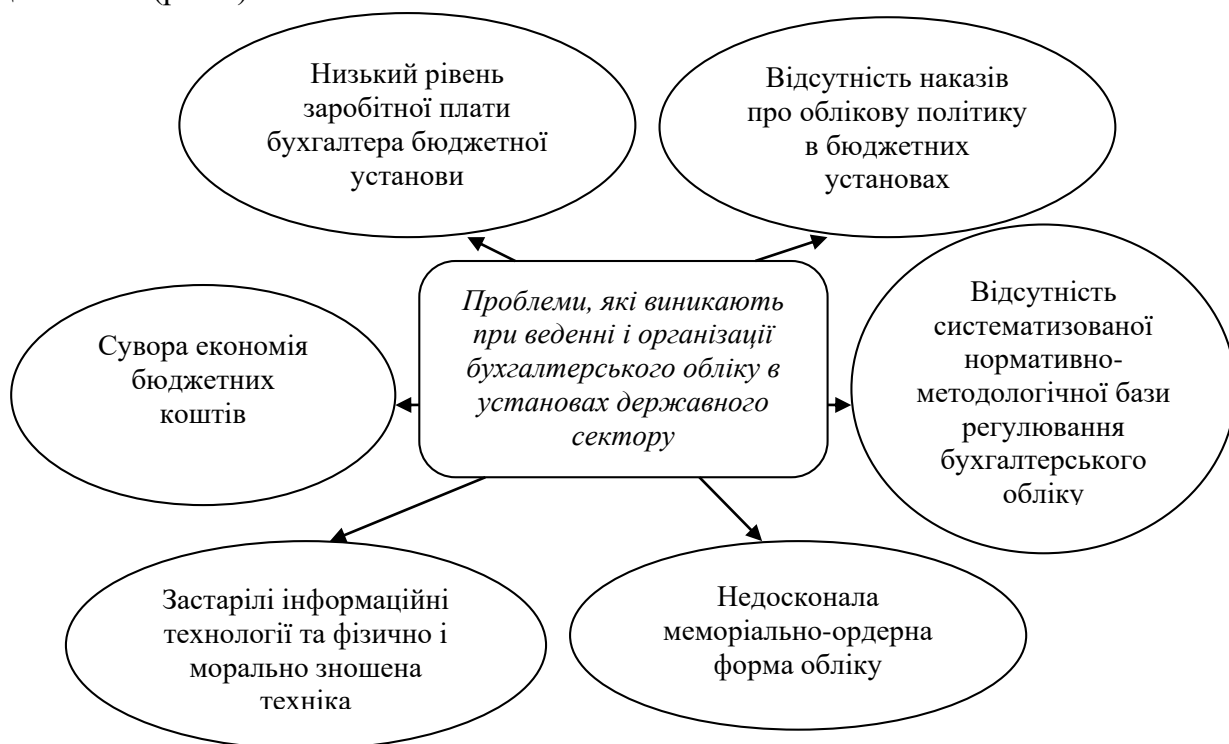 Низький рівень
заробітної плати
бухгалтера бюджетної
установи
Відсутність наказів
про облікову політику
в бюджетних
установах
Проблеми, які виникають
при веденні і організації
бухгалтерського обліку в
установах державного
сектору
Відсутність
систематизованої
нормативно-
методологічної бази
регулювання
бухгалтерського
обліку
Сувора економія
бюджетних
коштів
Застарілі інформаційні
технології та фізично і
морально зношена
техніка
Недосконала
меморіально-ордерна
форма обліку